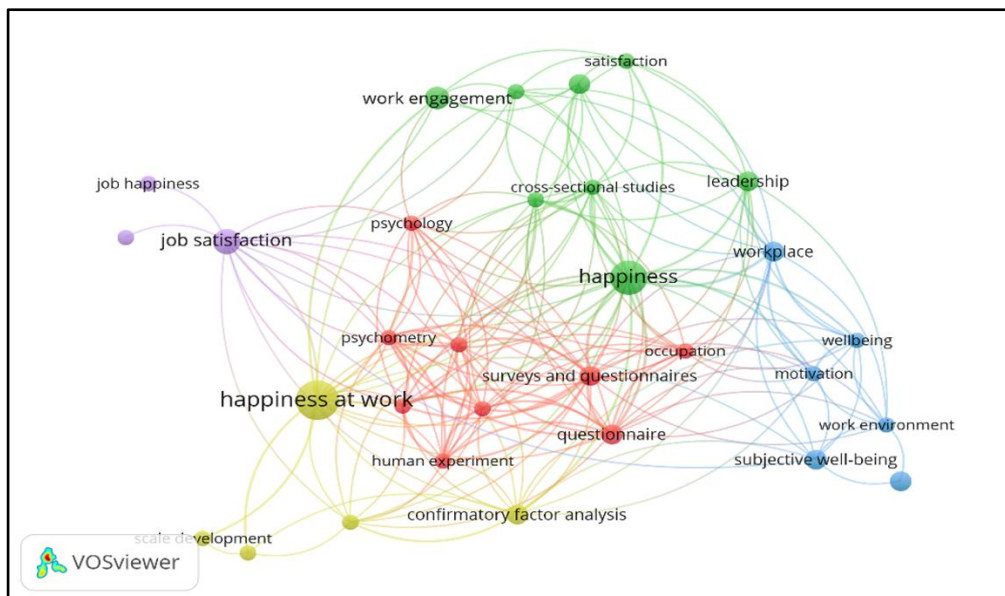 satisfaction
work engagement
job happiness
cross-sectional studies
leadership
psychology
job satisfaction
workplace
happiness
psychometry
occupation
wellbeing
surveys and questionnaires
motivation
happiness at work
work environment
questionnaire
human experiment
subjective well-being
confirmatory factor analysis
scale development
VOSviewer